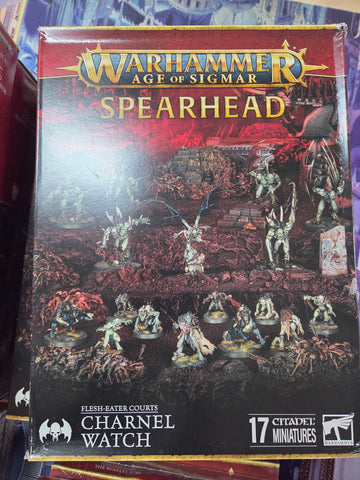 WARHAMMER
AGE OF SIGMAR
SPEARHEAD
FLESH-EATER COURTS
CHARNEL
WATCH
17 CITADEL
MINIATURES
WARHAMMER